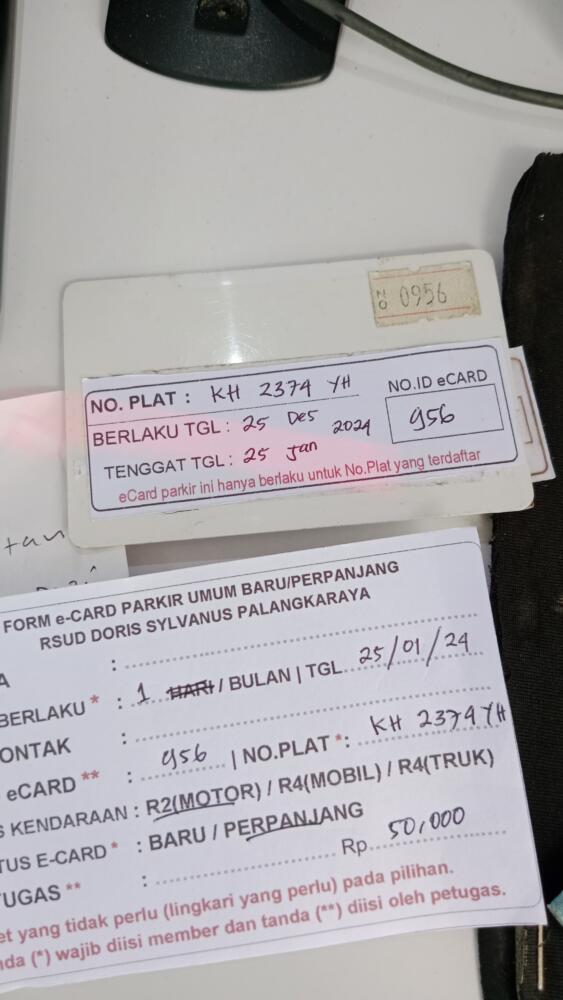 NO 0956
NO. PLAT : KH 2374 YH
NO.ID eCARD
956
BERLAKU TGL : 25 Des 2024
TENGGAT TGL : 25 Jan
eCard parkir ini hanya berlaku untuk No.Plat yang terdaftar
tan
FORM e-CARD PARKIR UMUM BARU/PERPANJANG
RSUD DORIS SYLVANUS PALANGKARAYA
A :
BERLAKU * : 1 HARI / BULAN | TGL. 25/01/24
ONTAK :
eCARD ** : 956 | NO.PLAT *: KH 2374 YH
S KENDARAAN : R2(MOTOR) / R4(MOBIL) / R4(TRUK)
TUS E-CARD * : BARU / PERPANJANG
UGAS ** : Rp. 50,000
et yang tidak perlu (lingkari yang perlu) pada pilihan.
nda (*) wajib diisi member dan tanda (**) diisi oleh petugas.